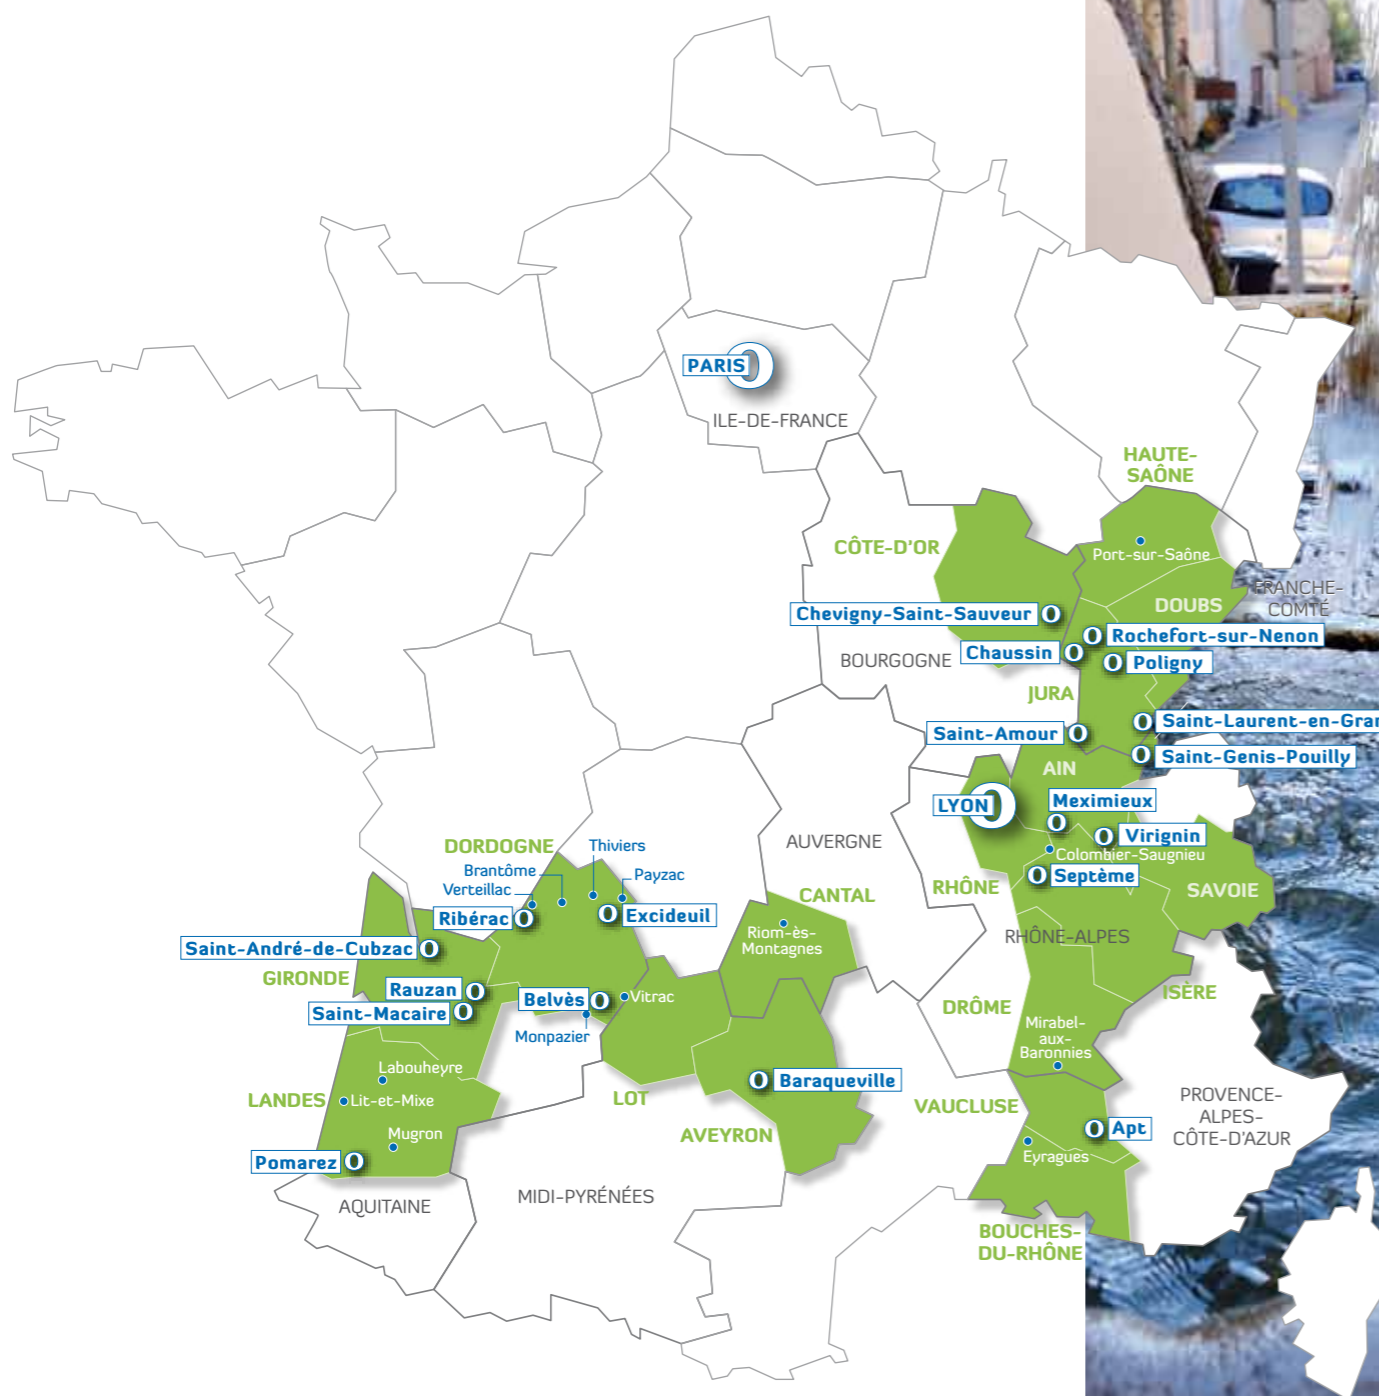 PARIS
ILE-DE-FRANCE
HAUTE-
SAÔNE
CÔTE-D'OR
Port-sur-Saône
FRANCHE-
COMTÉ
DOUBS
Chevigny-Saint-Sauveur
Rochefort-sur-Nenon
Chaussin
Poligny
BOURGOGNE
JURA
Saint-Laurent-en-Gran
Saint-Amour
Saint-Genis-Pouilly
AIN
LYON
Meximieux
Virignin
Colombier-Saugnieu
Septème
RHÔNE
SAVOIE
AUVERGNE
RHÔNE-ALPES
ISÈRE
DRÔME
Mirabel-
aux-
Baronnies
DORDOGNE
Thiviers
Brantôme
Payzac
Verteillac
Ribérac
Excideuil
CANTAL
Riom-ès-
Montagnes
Saint-André-de-Cubzac
GIRONDE
Rauzan
Saint-Macaire
Belvès
Vitrac
Monpazier
Labouheyre
LANDES
Lit-et-Mixe
Mugron
Pomarez
AQUITAINE
LOT
Baraqueville
AVEYRON
MIDI-PYRÉNÉES
VAUCLUSE
Apt
Eyragues
PROVENCE-
ALPES-
CÔTE-D'AZUR
BOUCHES-
DU-RHÔNE